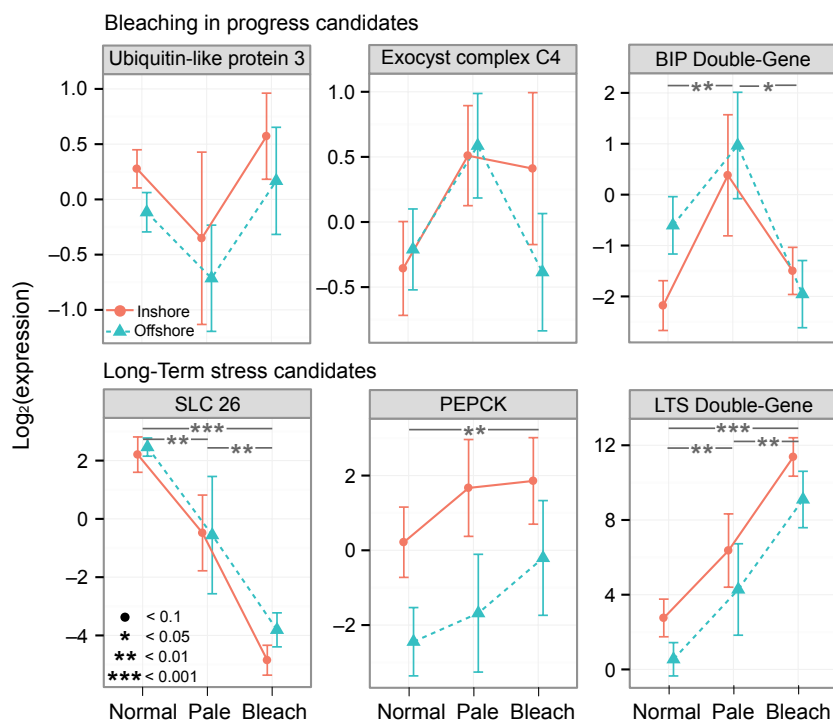 Bleaching in progress candidates
Ubiquitin-like protein 3
Exocyst complex C4
BIP Double-Gene
1.0
0.5
0.0
−0.5
−1.0
Inshore
Offshore
1.0
0.5
0.0
−0.5
2
1
0
−1
−2
** *
Log₂(expression)
Long-Term stress candidates
SLC 26
PEPCK
LTS Double-Gene
***
** **
2
0
−2
−4
● < 0.1
* < 0.05
** < 0.01
*** < 0.001
**
2
0
−2
***
** **
12
8
4
0
Normal Pale Bleach
Normal Pale Bleach
Normal Pale Bleach